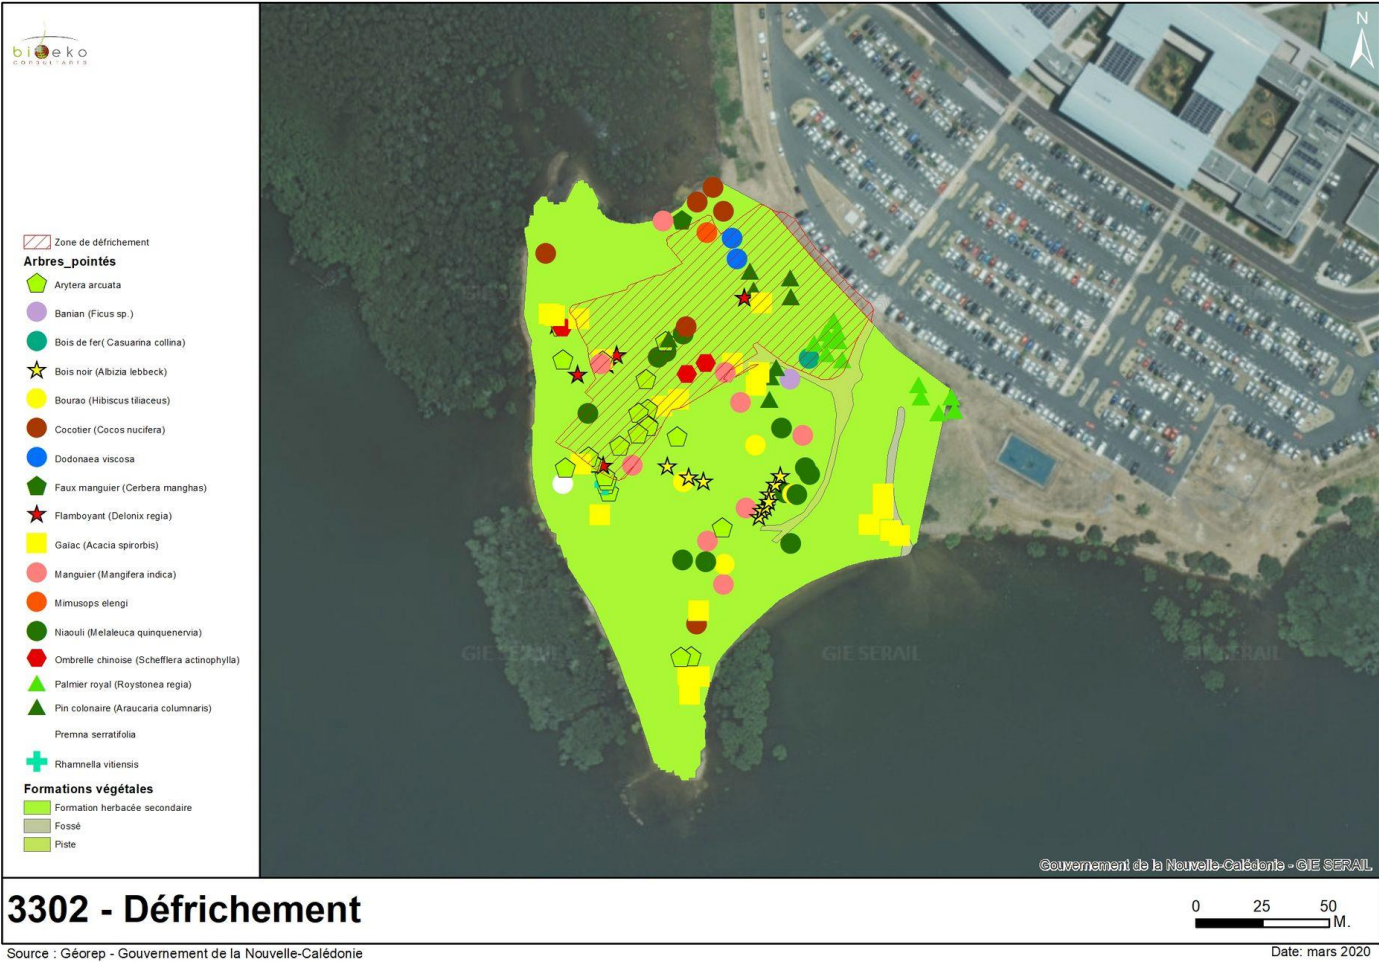 bioeko
CONSULTANTS
N
Zone de défrichement
Arbres_pointés
Arytera arcuata
Banian (Ficus sp.)
Bois de fer( Casuarina collina)
Bois noir (Albizia lebbeck)
Bourao (Hibiscus tiliaceus)
Cocotier (Cocos nucifera)
Dodonaea viscosa
Faux manguier (Cerbera manghas)
Flamboyant (Delonix regia)
Gaïac (Acacia spirorbis)
Manguier (Mangifera indica)
Mimusops elengi
Niaouli (Melaleuca quinquenervia)
Ombrelle chinoise (Schefflera actinophylla)
Palmier royal (Roystonea regia)
Pin colonaire (Araucaria columnaris)
Premna serratifolia
Rhamnella vitiensis
Formations végétales
Formation herbacée secondaire
Fossé
Piste
GIE SERAIL
GIE SERAIL
GIE SERAIL
Gouvernement de la Nouvelle-Calédonie - GIE SERAIL
3302 - Défrichement
0 25 50
M.
Source : Géorep - Gouvernement de la Nouvelle-Calédonie
Date: mars 2020